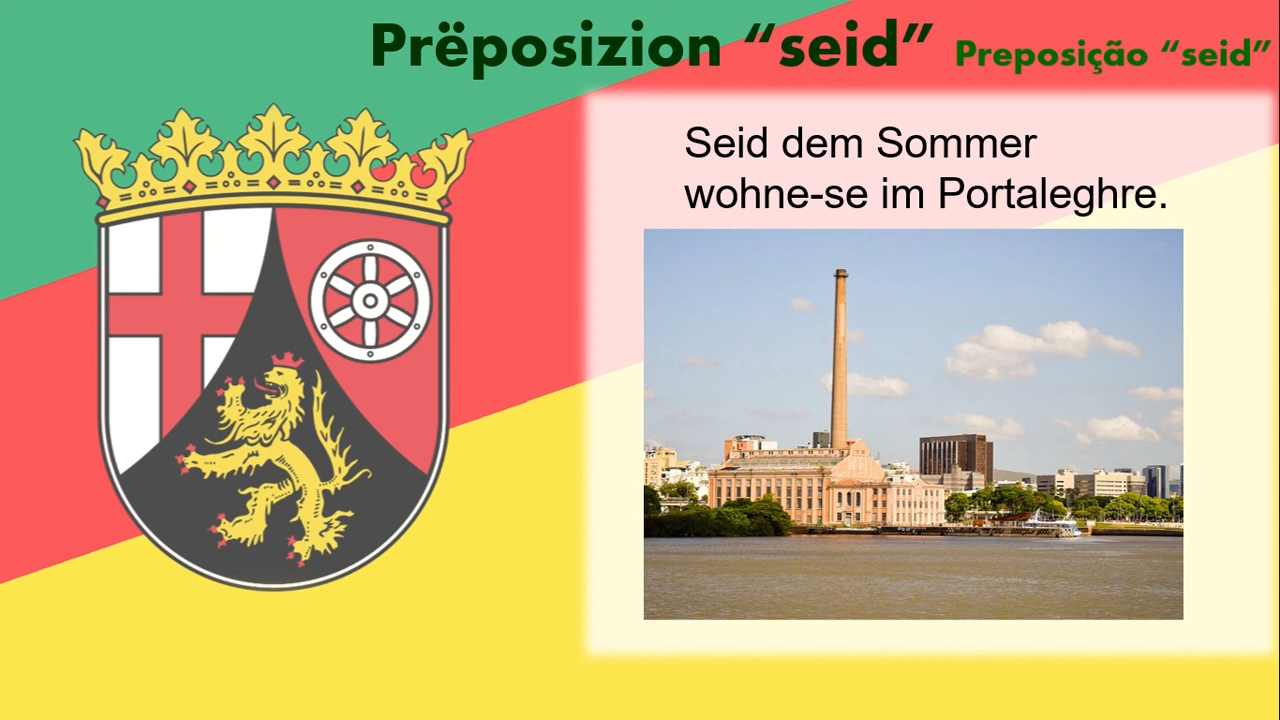 Prëposizion “seid” Preposição “seid”
Seid dem Sommer
wohne-se im Portaleghre.